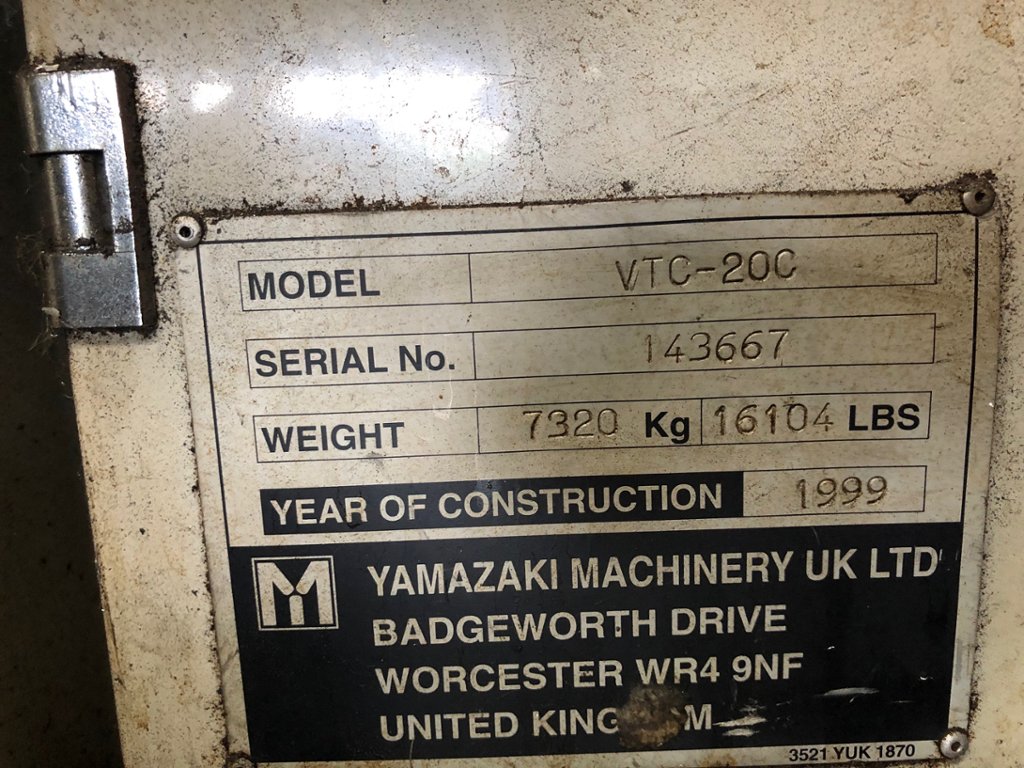 MODEL VTC-20C
SERIAL No. 143667
WEIGHT 7320 Kg 16104 LBS
YEAR OF CONSTRUCTION 1999
YAMAZAKI MACHINERY UK LTD
BADGEWORTH DRIVE
WORCESTER WR4 9NF
UNITED
3521 YUK 1870